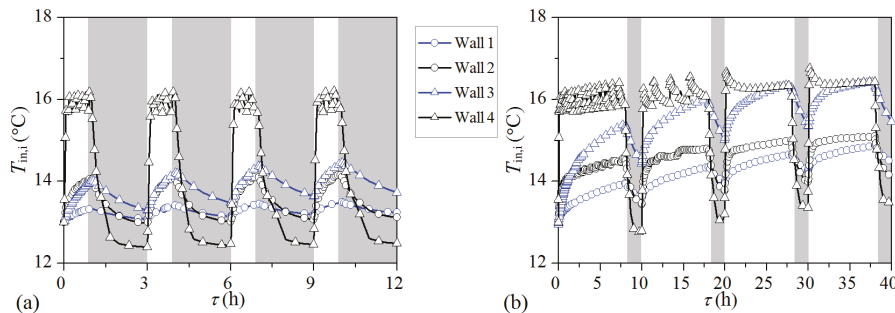 18
16
14
12
T_in,i (°C)
0
3
6
9
12
τ (h)
(a)
Wall 1
Wall 2
Wall 3
Wall 4
18
16
14
12
T_in,i (°C)
0
5
10
15
20
25
30
35
40
τ (h)
(b)